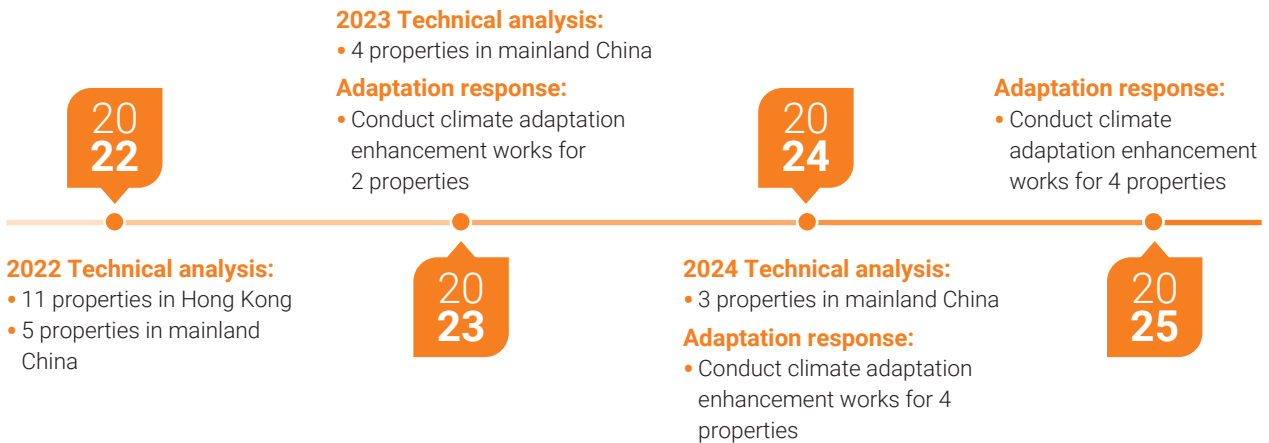 20
22
2022 Technical analysis:
• 11 properties in Hong Kong
• 5 properties in mainland
China
2023 Technical analysis:
• 4 properties in mainland China
Adaptation response:
• Conduct climate adaptation
enhancement works for
2 properties
20
23
20
24
2024 Technical analysis:
• 3 properties in mainland China
Adaptation response:
• Conduct climate adaptation
enhancement works for 4
properties
Adaptation response:
• Conduct climate
adaptation enhancement
works for 4 properties
20
25